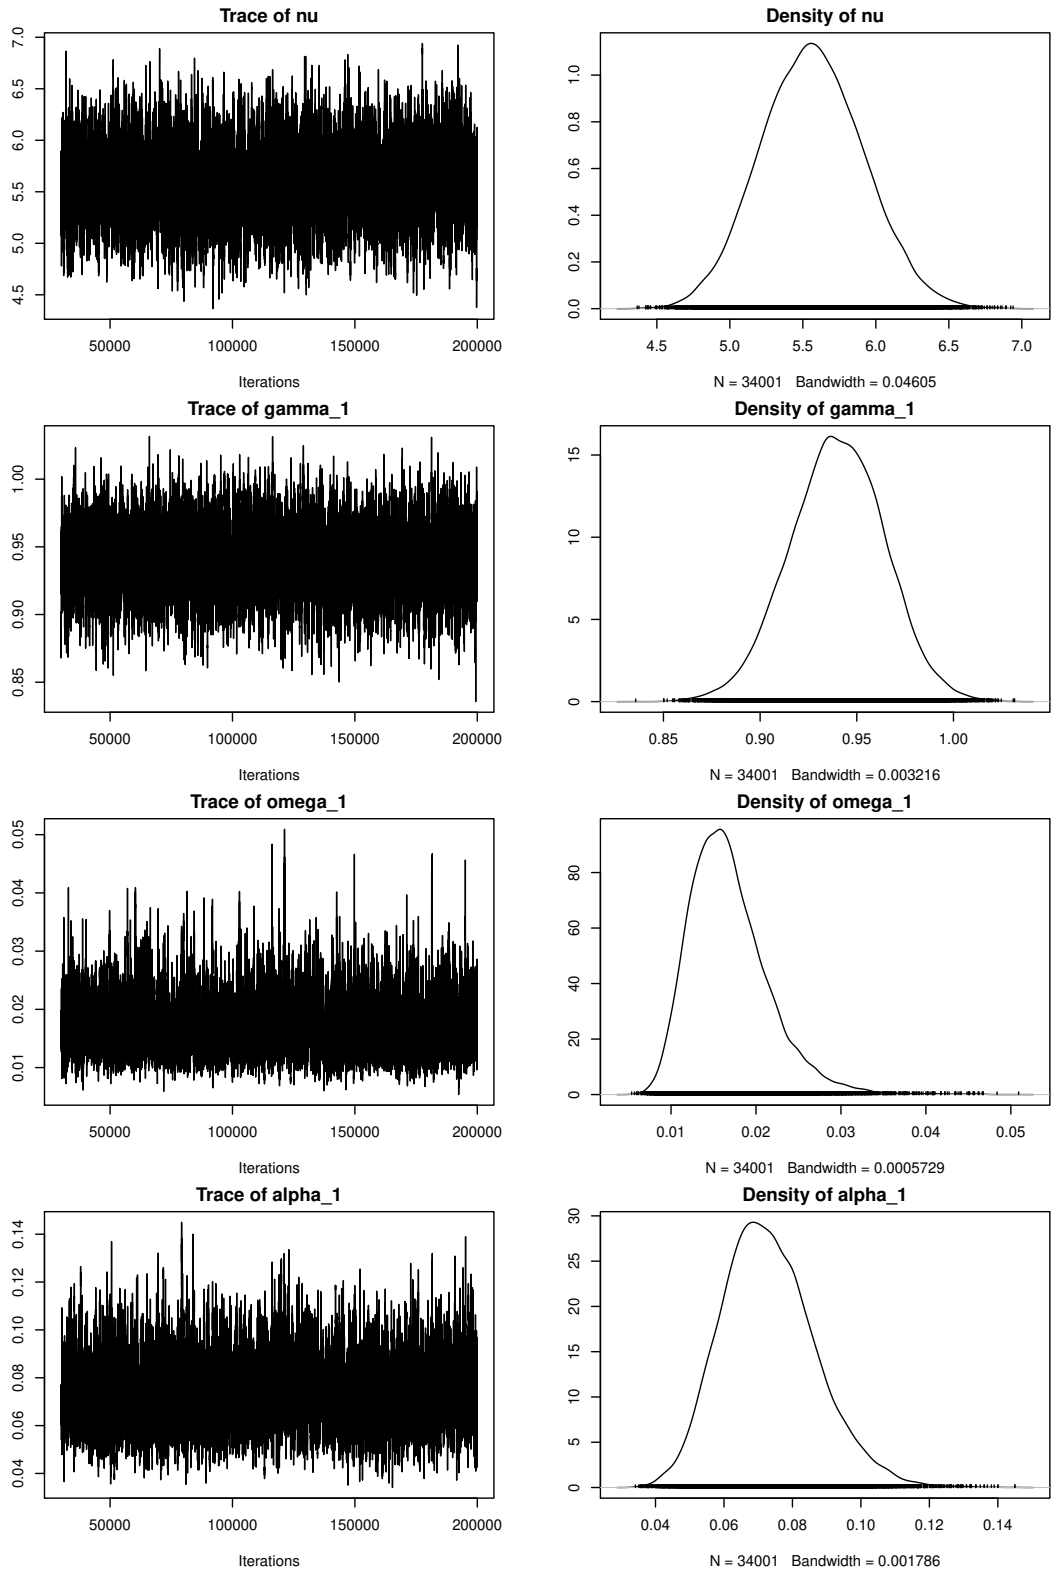 Trace of nu
7.0
6.5
6.0
5.5
5.0
4.5
50000 100000 150000 200000
Iterations
Density of nu
1.0
0.8
0.6
0.4
0.2
0.0
4.5 5.0 5.5 6.0 6.5 7.0
N = 34001 Bandwidth = 0.04605
Trace of gamma_1
1.00
0.95
0.90
0.85
50000 100000 150000 200000
Iterations
Density of gamma_1
15
10
5
0
0.85 0.90 0.95 1.00
N = 34001 Bandwidth = 0.003216
Trace of omega_1
0.05
0.04
0.03
0.02
0.01
50000 100000 150000 200000
Iterations
Density of omega_1
80
60
40
20
0
0.01 0.02 0.03 0.04 0.05
N = 34001 Bandwidth = 0.0005729
Trace of alpha_1
0.14
0.12
0.10
0.08
0.06
0.04
50000 100000 150000 200000
Iterations
Density of alpha_1
30
25
20
15
10
5
0
0.04 0.06 0.08 0.10 0.12 0.14
N = 34001 Bandwidth = 0.001786